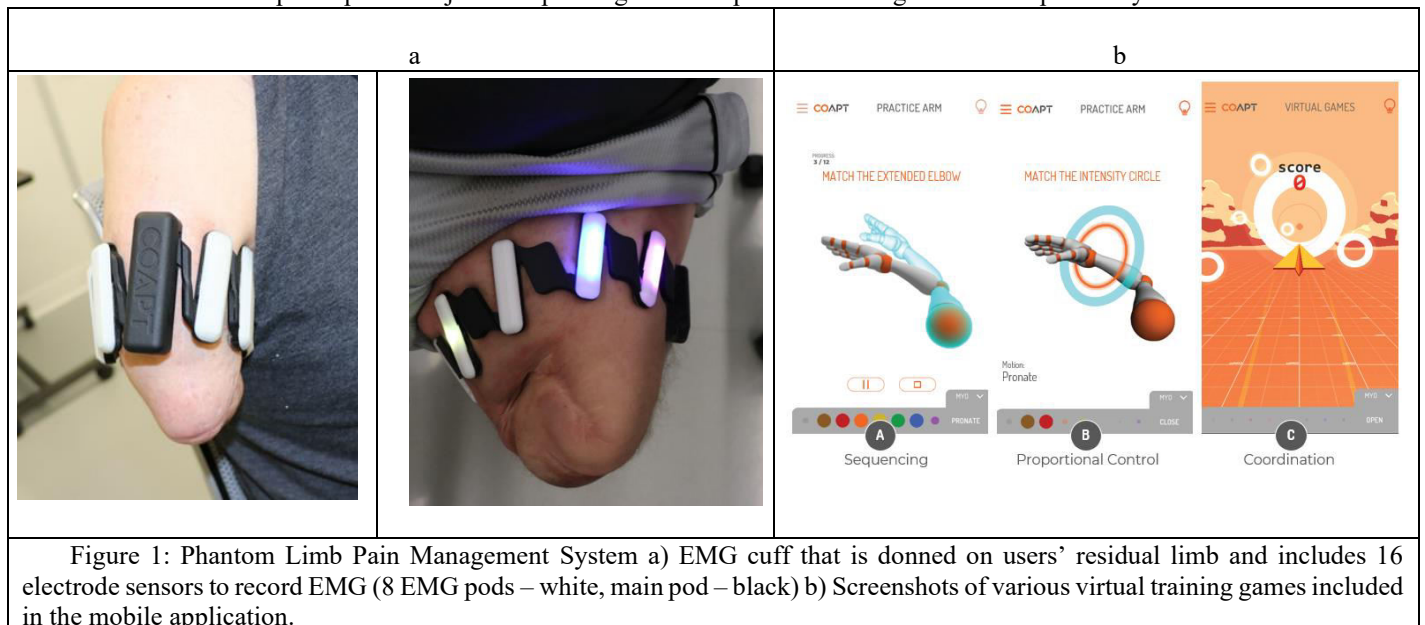 a
b
COAPT
COAPT PRACTICE ARM
PROGRESS:
3 / 12
MATCH THE EXTENDED ELBOW
MYO
PRONATE
A
Sequencing
COAPT PRACTICE ARM
MATCH THE INTENSITY CIRCLE
Motion:
Pronate
MYO
CLOSE
B
Proportional Control
COAPT VIRTUAL GAMES
score
0
MYO
OPEN
C
Coordination
Figure 1: Phantom Limb Pain Management System a) EMG cuff that is donned on users’ residual limb and includes 16
electrode sensors to record EMG (8 EMG pods – white, main pod – black) b) Screenshots of various virtual training games included
in the mobile application.